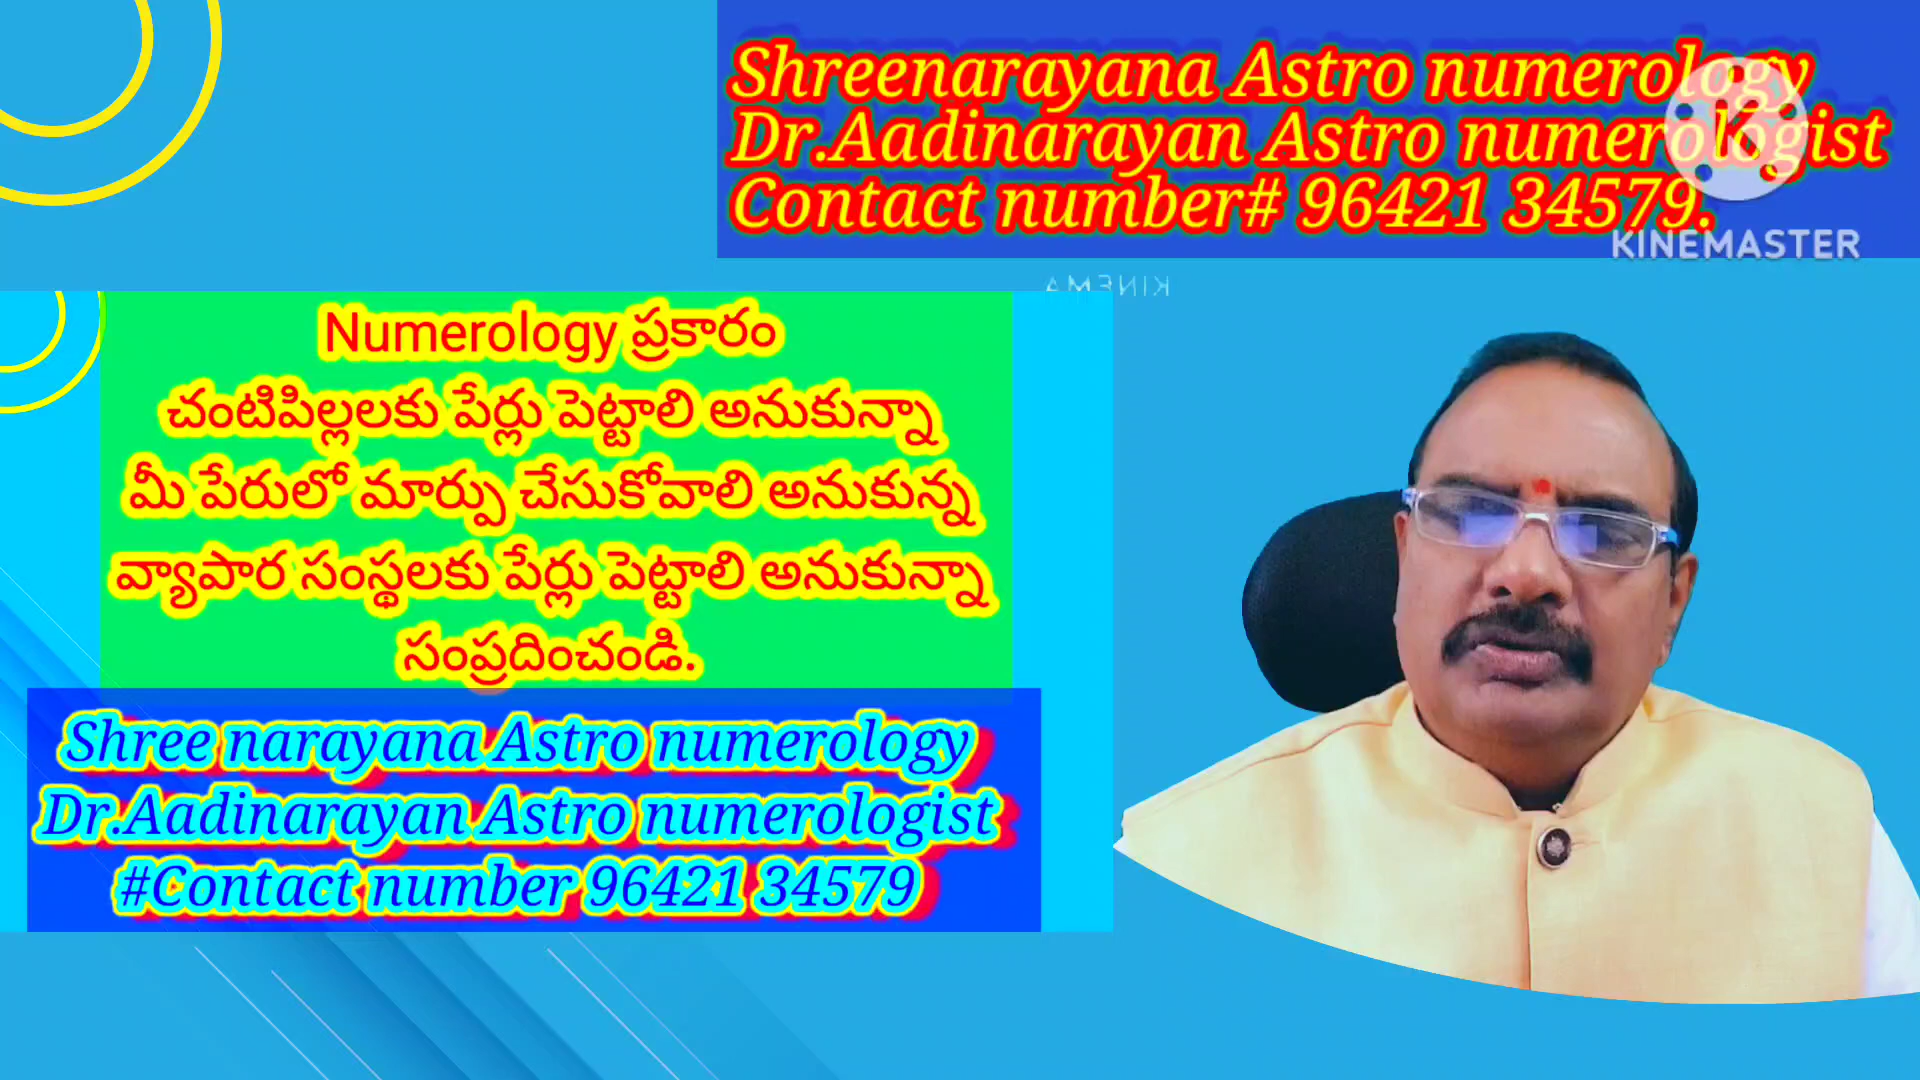 Shreenarayana Astro numerology
Dr.Aadinarayan Astro numerologist
Contact number# 96421 34579.
KINEMASTER
KINEMA
Numerology ప్రకారం
చంటిపిల్లలకు పేర్లు పెట్టాలి అనుకున్నా
మీ పేరులో మార్పు చేసుకోవాలి అనుకున్న
వ్యాపార సంస్థలకు పేర్లు పెట్టాలి అనుకున్నా
సంప్రదించండి.
Shree narayana Astro numerology
Dr.Aadinarayan Astro numerologist
#Contact number 96421 34579